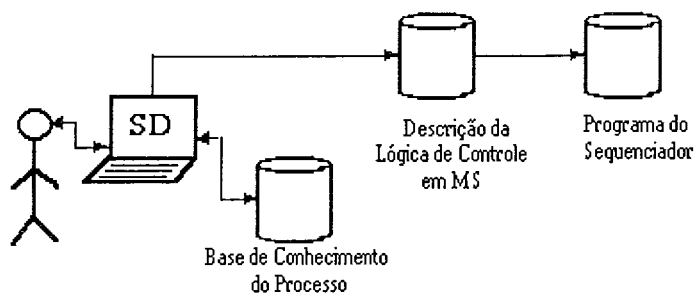 SD
Descrição da
Lógica de Controle
em MS
Programa do
Sequenciador
Base de Conhecimento
do Processo